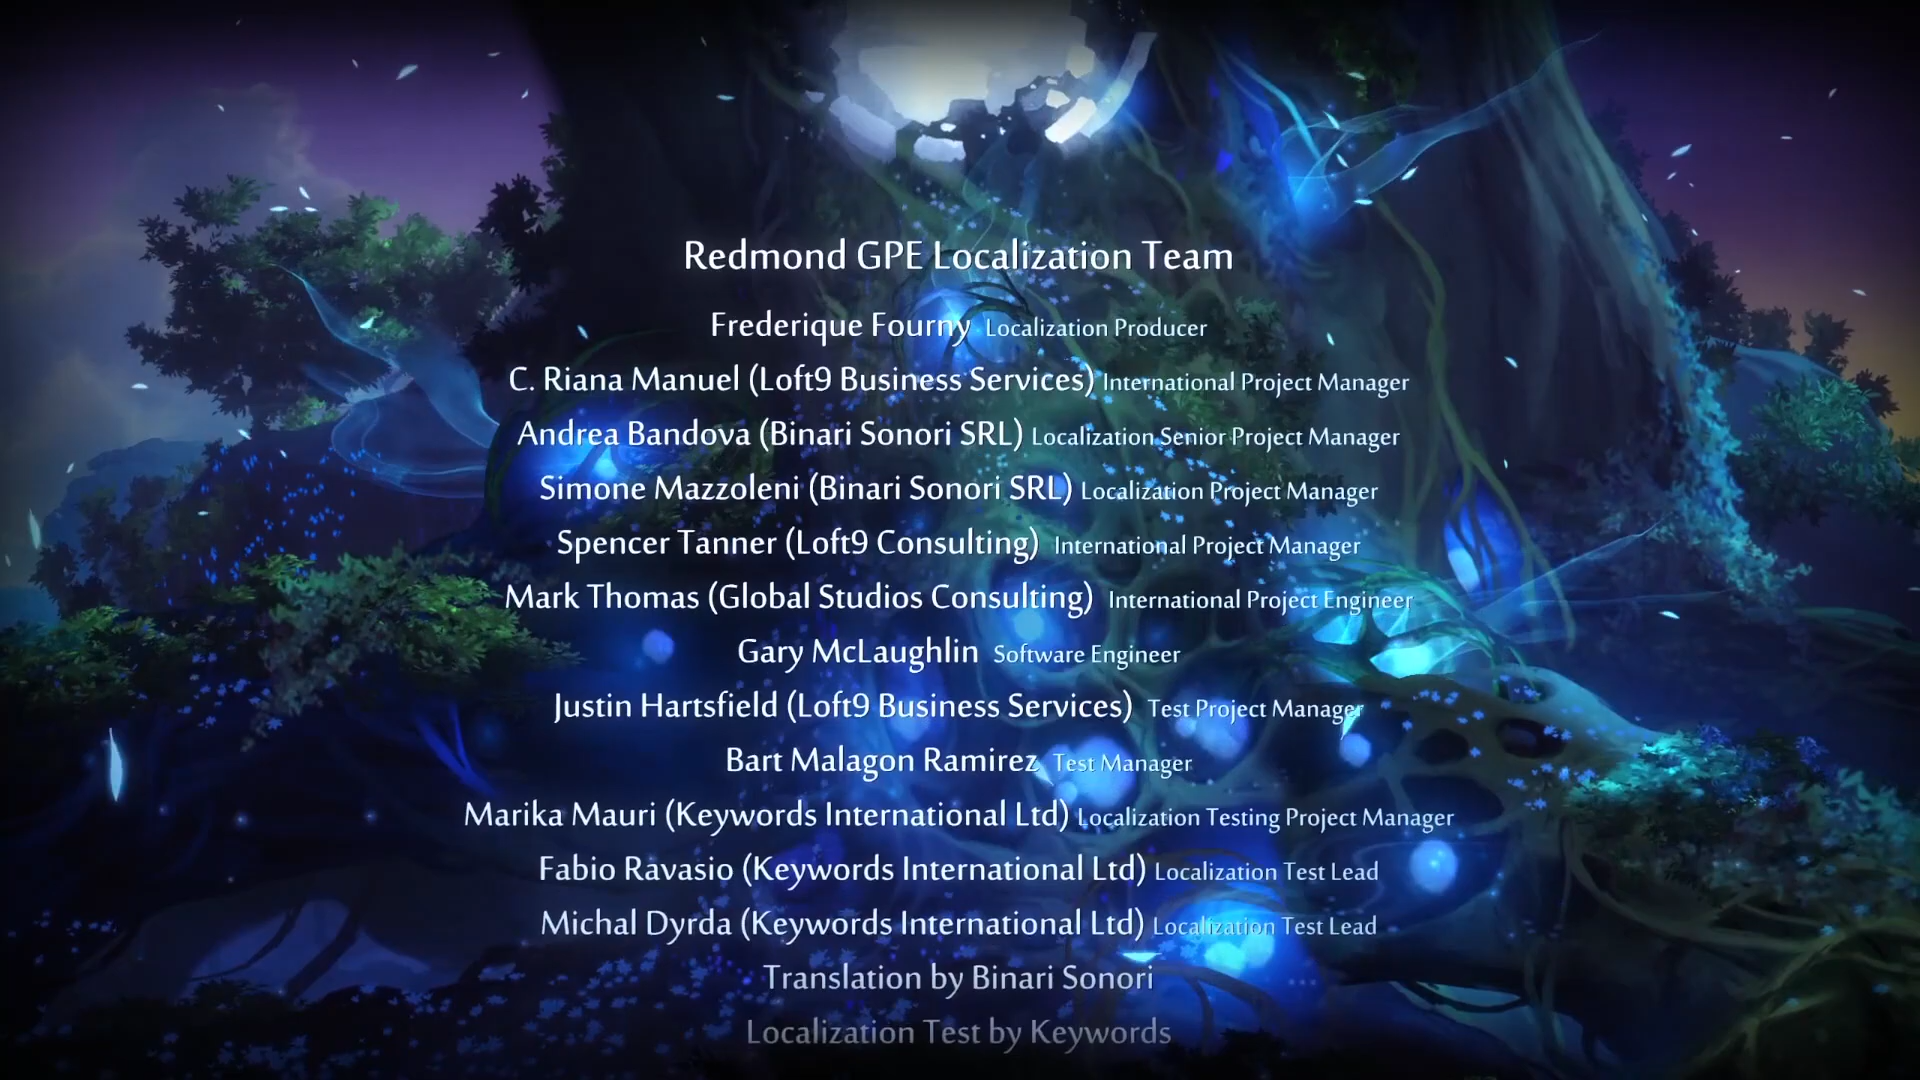 Redmond GPE Localization Team
Frederique Fourny Localization Producer
C. Riana Manuel (Loft9 Business Services) International Project Manager
Andrea Bandova (Binari Sonori SRL) Localization Senior Project Manager
Simone Mazzoleni (Binari Sonori SRL) Localization Project Manager
Spencer Tanner (Loft9 Consulting) International Project Manager
Mark Thomas (Global Studios Consulting) International Project Engineer
Gary McLaughlin Software Engineer
Justin Hartsfield (Loft9 Business Services) Test Project Manager
Bart Malagon Ramirez Test Manager
Marika Mauri (Keywords International Ltd) Localization Testing Project Manager
Fabio Ravasio (Keywords International Ltd) Localization Test Lead
Michal Dyrda (Keywords International Ltd) Localization Test Lead
Translation by Binari Sonori
Localization Test by Keywords